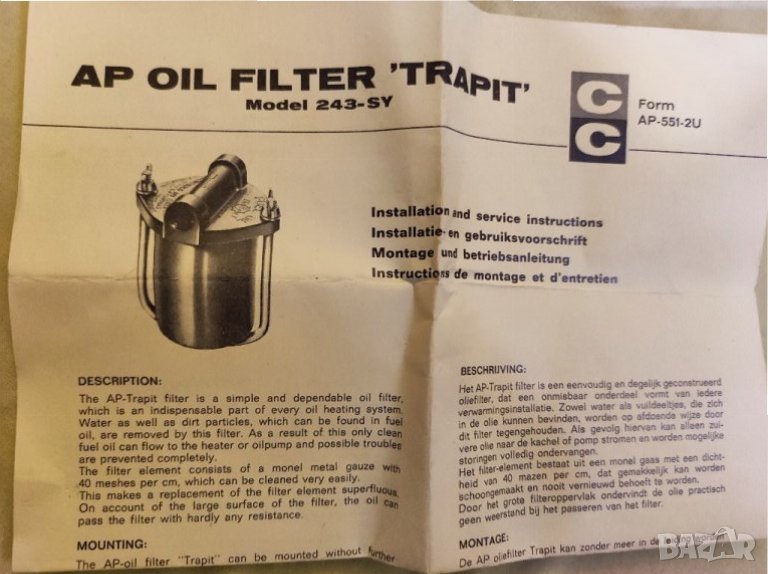 AP OIL FILTER 'TRAPIT'
Model 243-SY
C
C
Form
AP-551-2U
Installation and service instructions
Installatie- en gebruiksvoorschrift
Montage und betriebsanleitung
Instructions de montage et d'entretien
DESCRIPTION:
The AP-Trapit filter is a simple and dependable oil filter,
which is an indispensable part of every oil heating system.
Water as well as dirt particles, which can be found in fuel
oil, are removed by this filter. As a result of this only clean
fuel oil can flow to the heater or oilpump and possible troubles
are prevented completely.
The filter element consists of a monel metal gauze with
40 meshes per cm, which can be cleaned very easily.
This makes a replacement of the filter element superfluous.
On account of the large surface of the filter, the oil can
pass the filter with hardly any resistance.
MOUNTING:
The AP-oil filter "Trapit" can be mounted without further
BESCHRIJVING:
Het AP-Trapit filter is een eenvoudig en degelijk geconstrueerd
oliefilter, dat een onmisbaar onderdeel vormt van iedere
verwarmingsinstallatie. Zowel water als vuildeeltjes, die zich
in de olie kunnen bevinden, worden op afdoende wijze door
dit filter tegengehouden. Als gevolg hiervan kan alleen zuivere
olie naar de kachel of pomp stromen en worden mogelijke
storingen volledig ondervangen.
Het filter-element bestaat uit een monel gaas met een dicht-
heid van 40 mazen per cm, dat gemakkelijk kan worden
schoongemaakt en nooit vernieuwd behoeft te worden.
Door het grote filteroppervlak ondervindt de olie practisch
geen weerstand bij het passeren van het filter.
MONTAGE:
De AP oliefilter Trapit kan zonder meer in de leiding worden
BAZAR